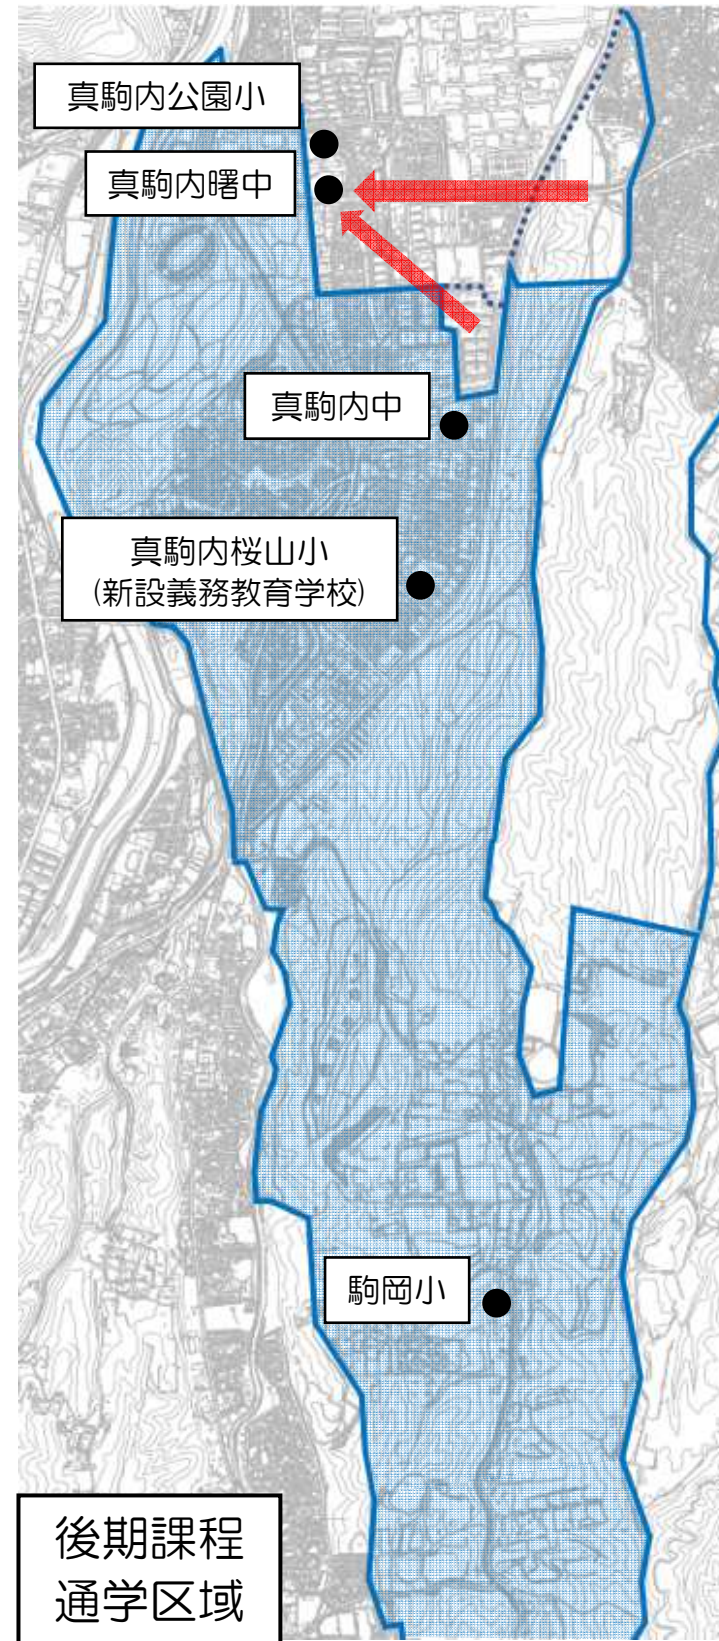 真駒内公園小
真駒内曙中
真駒内中
真駒内桜山小
(新設義務教育学校)
駒岡小
後期課程
通学区域